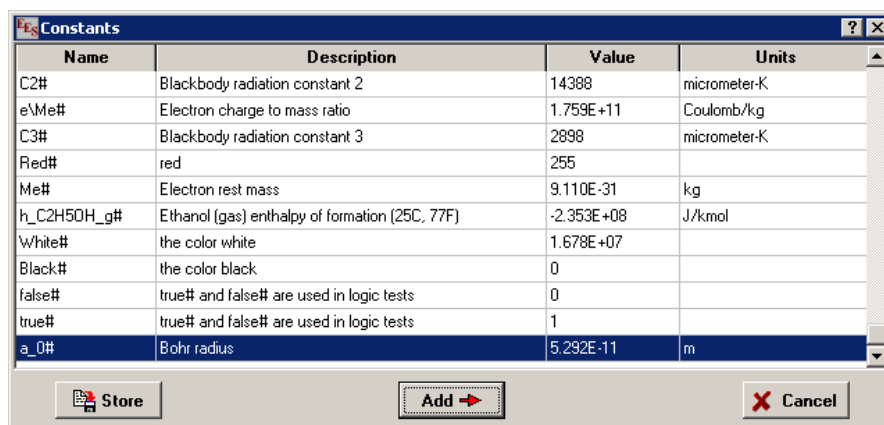 EES Constants
Name Description Value Units
C2# Blackbody radiation constant 2 14388 micrometer-K
e\Me# Electron charge to mass ratio 1.759E+11 Coulomb/kg
C3# Blackbody radiation constant 3 2898 micrometer-K
Red# red 255
Me# Electron rest mass 9.110E-31 kg
h_C2H5OH_g# Ethanol (gas) enthalpy of formation (25C, 77F) -2.353E+08 J/kmol
White# the color white 1.678E+07
Black# the color black 0
false# true# and false# are used in logic tests 0
true# true# and false# are used in logic tests 1
a_0# Bohr radius 5.292E-11 m
Store Add Cancel